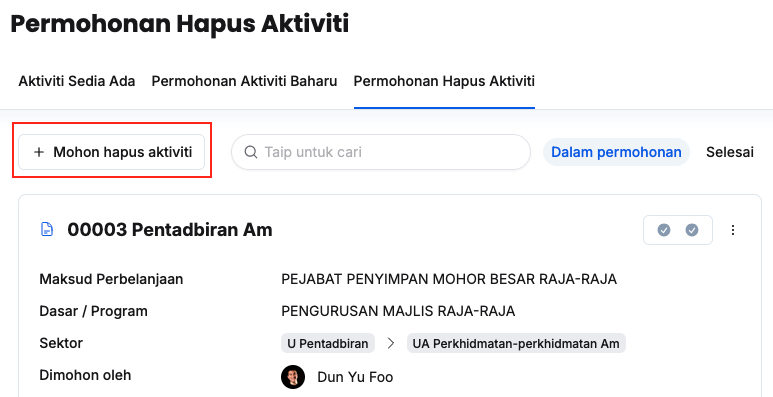 Permohonan Hapus Aktiviti
Aktiviti Sedia Ada Permohonan Aktiviti Baharu Permohonan Hapus Aktiviti
+ Mohon hapus aktiviti Taip untuk cari Dalam permohonan Selesai
00003 Pentadbiran Am
Maksud Perbelanjaan PEJABAT PENYIMPAN MOHOR BESAR RAJA-RAJA
Dasar / Program PENGURUSAN MAJLIS RAJA-RAJA
Sektor U Pentadbiran > UA Perkhidmatan-perkhidmatan Am
Dimohon oleh Dun Yu Foo